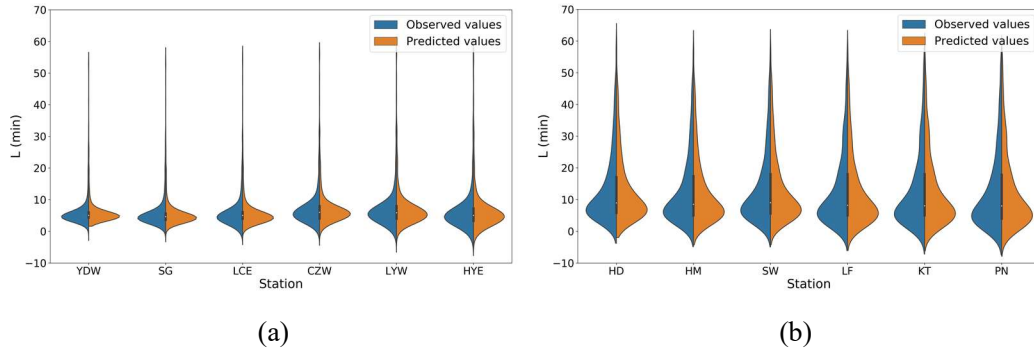 70
60
50
40
30
20
10
0
−10
L (min)
Observed values
Predicted values
YDW SG LCE CZW LYW HYE
Station
(a)
70
60
50
40
30
20
10
0
−10
L (min)
Observed values
Predicted values
HD HM SW LF KT PN
Station
(b)